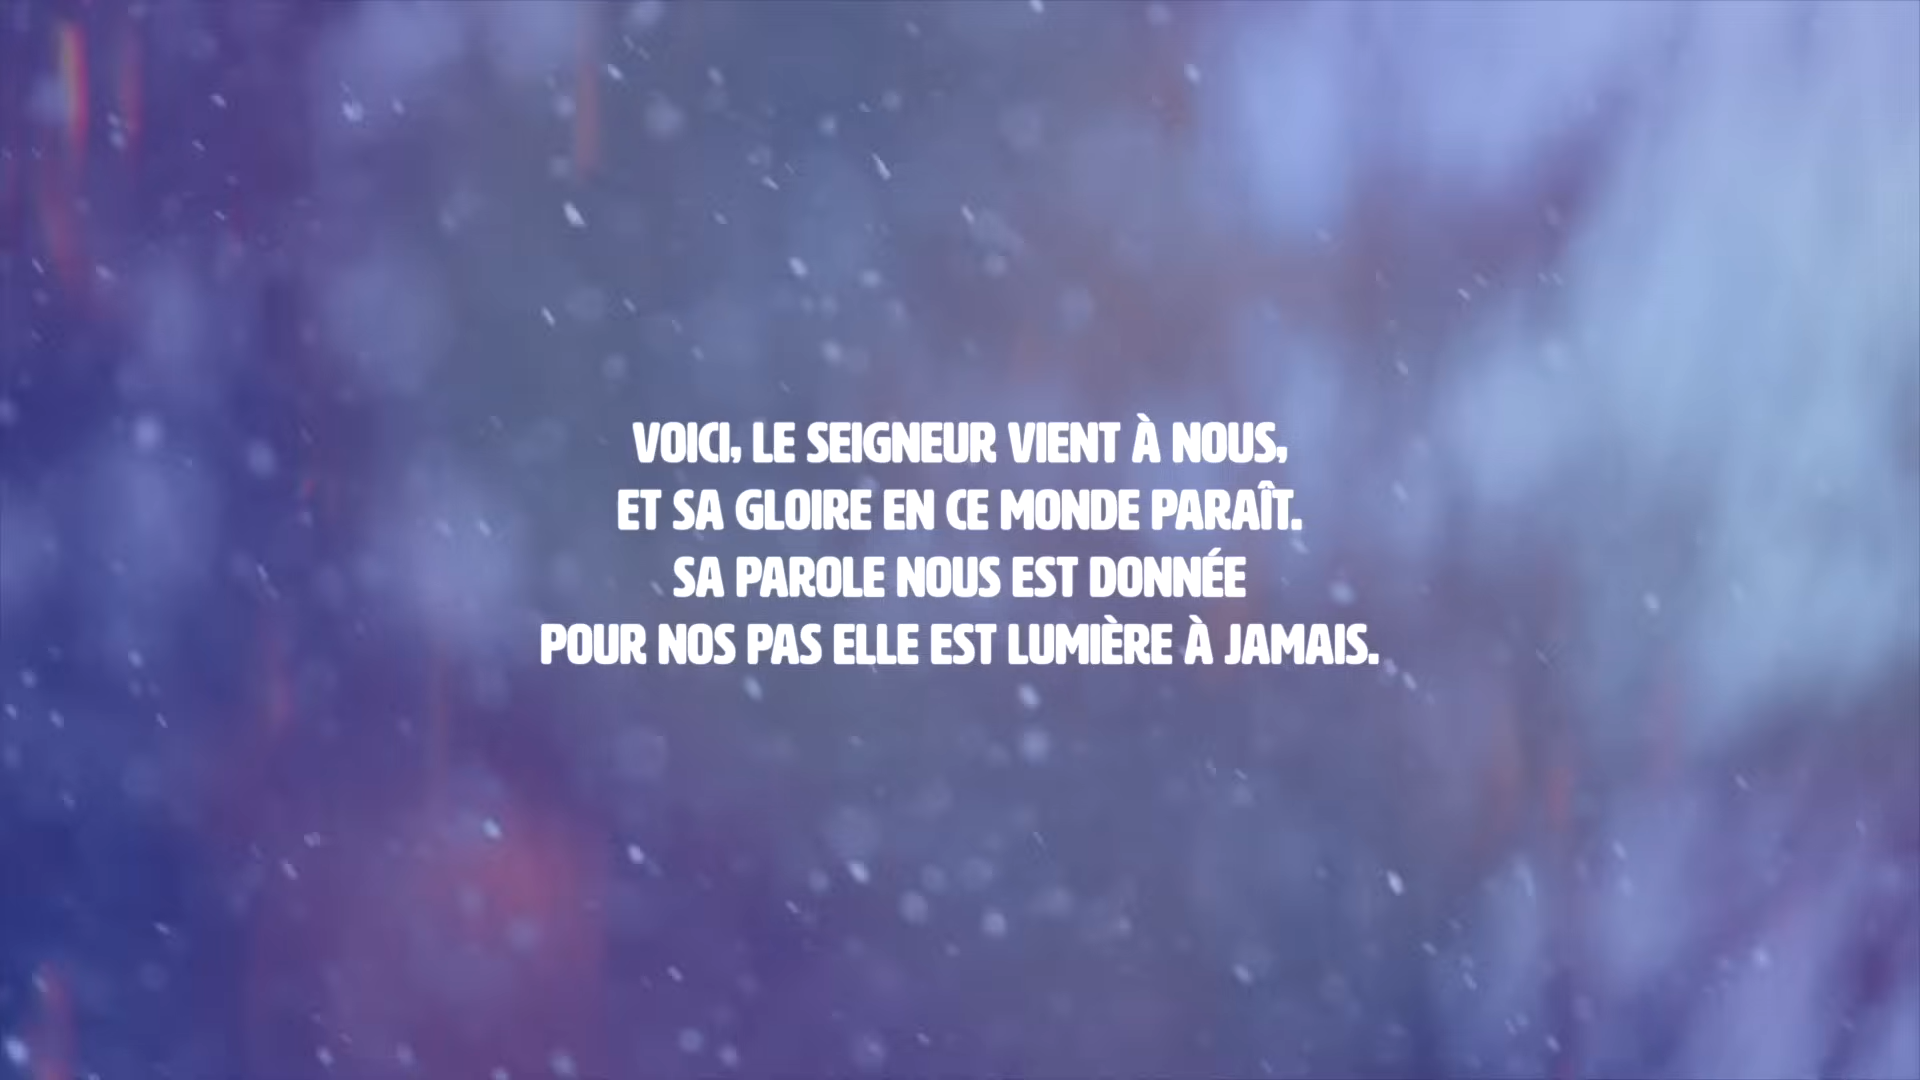 VOICI, LE SEIGNEUR VIENT À NOUS,
ET SA GLOIRE EN CE MONDE PARAÎT.
SA PAROLE NOUS EST DONNÉE
POUR NOS PAS ELLE EST LUMIÈRE À JAMAIS.